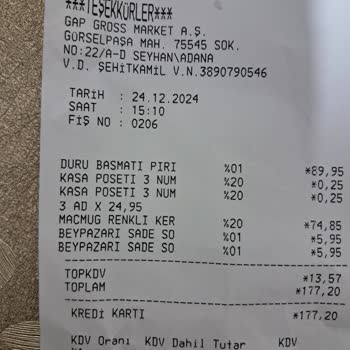 ***TEŞEKKÜRLER***
GAP GROSS MARKET A.Ş.
GÜRSELPAŞA MAH. 75545 SOK.
NO:22/A-D SEYHAN\ADANA
V.D. ŞEHİTKAMİL V.N.3890790546
TARİH : 24.12.2024
SAAT : 15:10
FİŞ NO : 0206
DURU BASMATI PIRI %01 *89,95
KASA POSETI 3 NUM %20 *0,25
KASA POSETI 3 NUM %20 *0,25
3 AD X 24,95
MACMUG RENKLI KER %20 *74,85
BEYPAZARI SADE SO %01 *5,95
BEYPAZARI SADE SO %01 *5,95
TOPKDV *13,57
TOPLAM *177,20
KREDİ KARTI *177,20
KDV Oranı KDV Dahil Tutar KDV